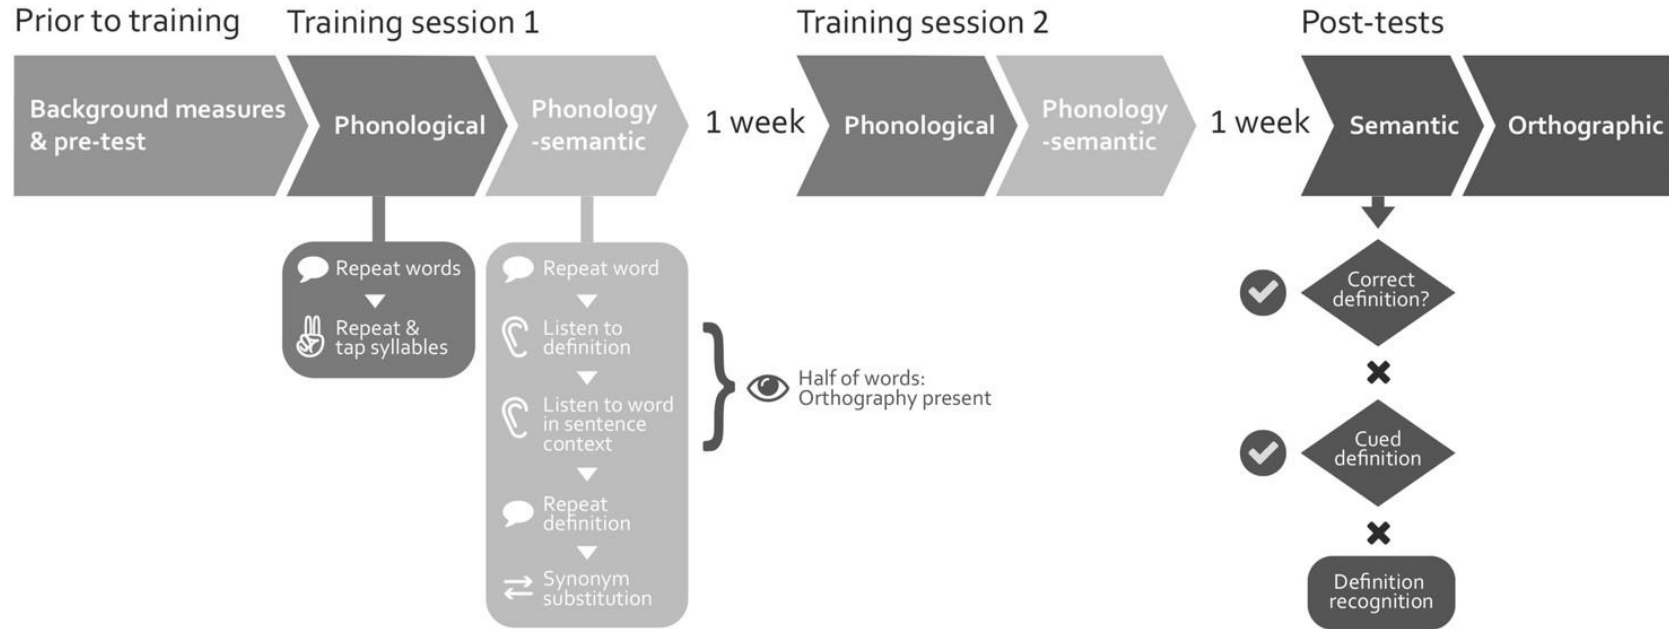 Prior to training
Training session 1
Training session 2
Post-tests
Background measures
& pre-test
Phonological
Phonology
-semantic
1 week
Phonological
Phonology
-semantic
1 week
Semantic
Orthographic
Repeat words
Repeat &
tap syllables
Repeat word
Listen to
definition
Listen to word
in sentence
context
Repeat
definition
Synonym
substitution
Half of words:
Orthography present
Correct
definition?
Cued
definition
Definition
recognition